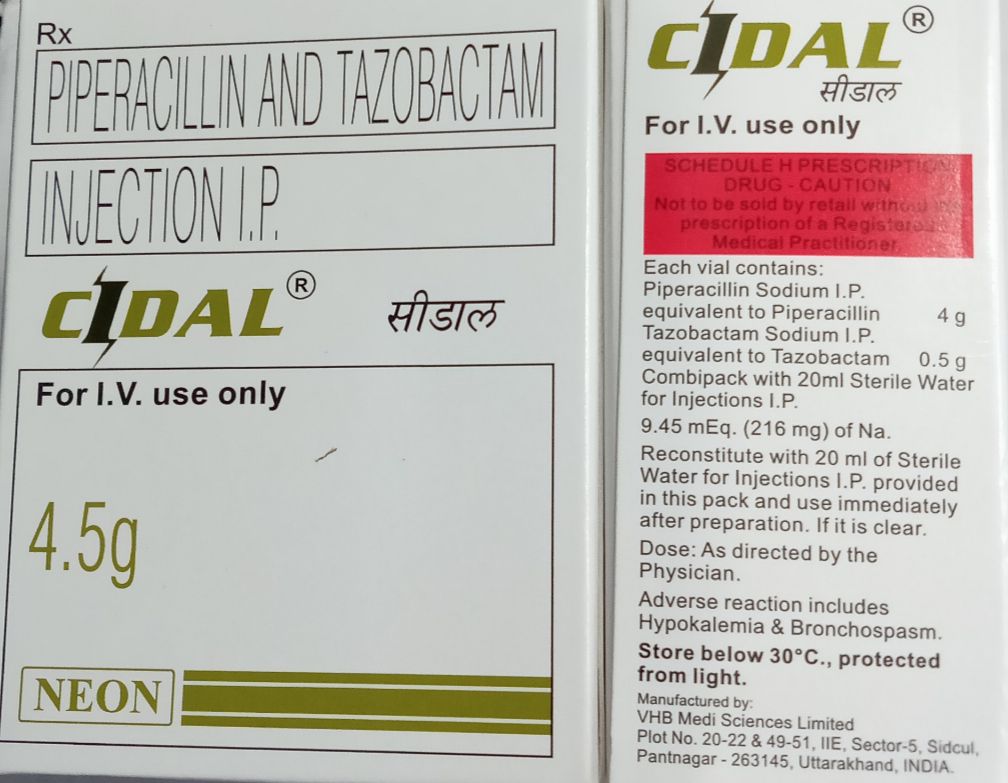 Rx
PIPERACILLIN AND TAZOBACTAM
INJECTION I.P.
CIDAL®
सीडाल
For I.V. use only
4.5g
NEON
CIDAL®
सीडाल
For I.V. use only
SCHEDULE H PRESCRIPTION
DRUG - CAUTION
Not to be sold by retail without
prescription of a Registered
Medical Practitioner.
Each vial contains:
Piperacillin Sodium I.P.
equivalent to Piperacillin 4 g
Tazobactam Sodium I.P.
equivalent to Tazobactam 0.5 g
Combipack with 20ml Sterile Water
for Injections I.P.
9.45 mEq. (216 mg) of Na.
Reconstitute with 20 ml of Sterile
Water for Injections I.P. provided
in this pack and use immediately
after preparation. If it is clear.
Dose: As directed by the
Physician.
Adverse reaction includes
Hypokalemia & Bronchospasm.
Store below 30°C., protected
from light.
Manufactured by:
VHB Medi Sciences Limited
Plot No. 20-22 & 49-51, IIE, Sector-5, Sidcul,
Pantnagar - 263145, Uttarakhand, INDIA.